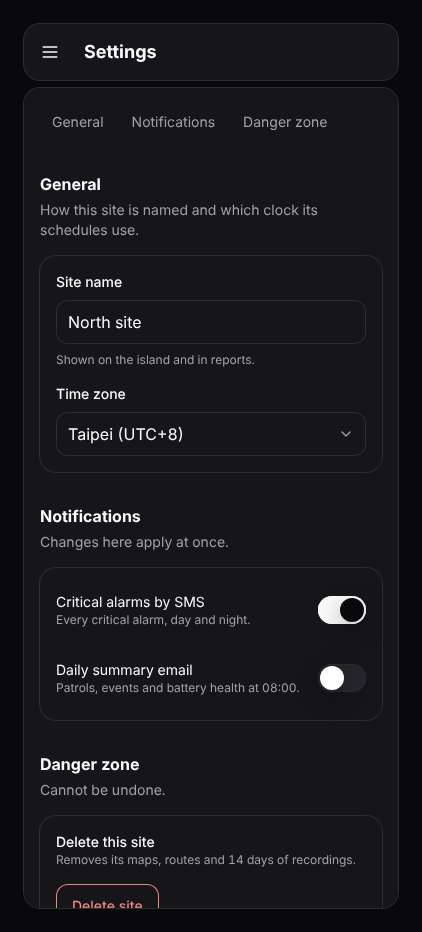 Settings
General Notifications Danger zone
General
How this site is named and which clock its
schedules use.
Site name
North site
Shown on the island and in reports.
Time zone
Taipei (UTC+8)
Notifications
Changes here apply at once.
Critical alarms by SMS
Every critical alarm, day and night.
Daily summary email
Patrols, events and battery health at 08:00.
Danger zone
Cannot be undone.
Delete this site
Removes its maps, routes and 14 days of recordings.
Delete site